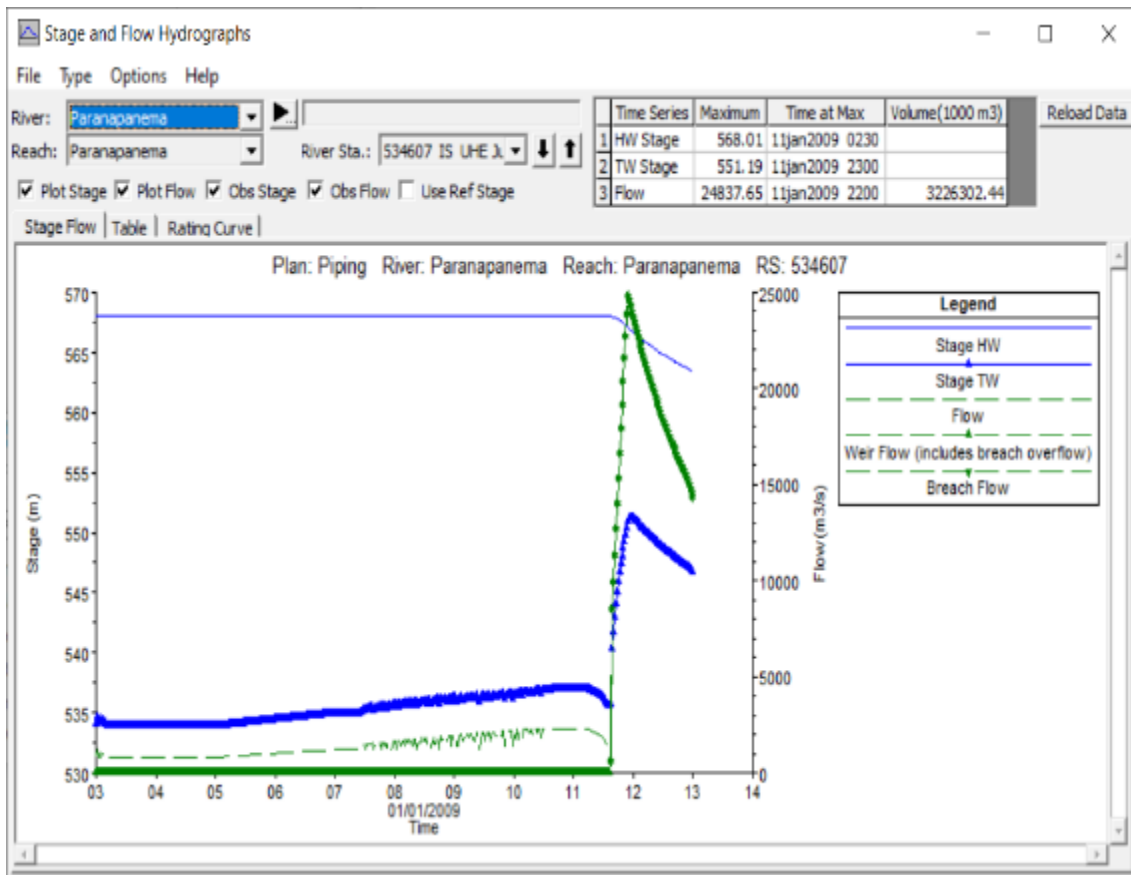 Stage and Flow Hydrographs
File Type Options Help
River: Paranapanema
Reach: Paranapanema River Sta.: 534607 IS UHE Ju
Plot Stage Plot Flow Obs Stage Obs Flow Use Ref Stage
Time Series Maximum Time at Max Volume(1000 m3)
1 HW Stage 568.01 11jan2009 0230
2 TW Stage 551.19 11jan2009 2300
3 Flow 24837.65 11jan2009 2200 3226302.44
Reload Data
Stage Flow Table Rating Curve
Plan: Piping River: Paranapanema Reach: Paranapanema RS: 534607
570
565
560
555
550
545
540
535
530
Stage (m)
25000
20000
15000
10000
5000
0
Flow (m3/s)
03 04 05 06 07 08 09 10 11 12 13 14
01/01/2009
Time
Legend
Stage HW
Stage TW
Flow
Weir Flow (includes breach overflow)
Breach Flow